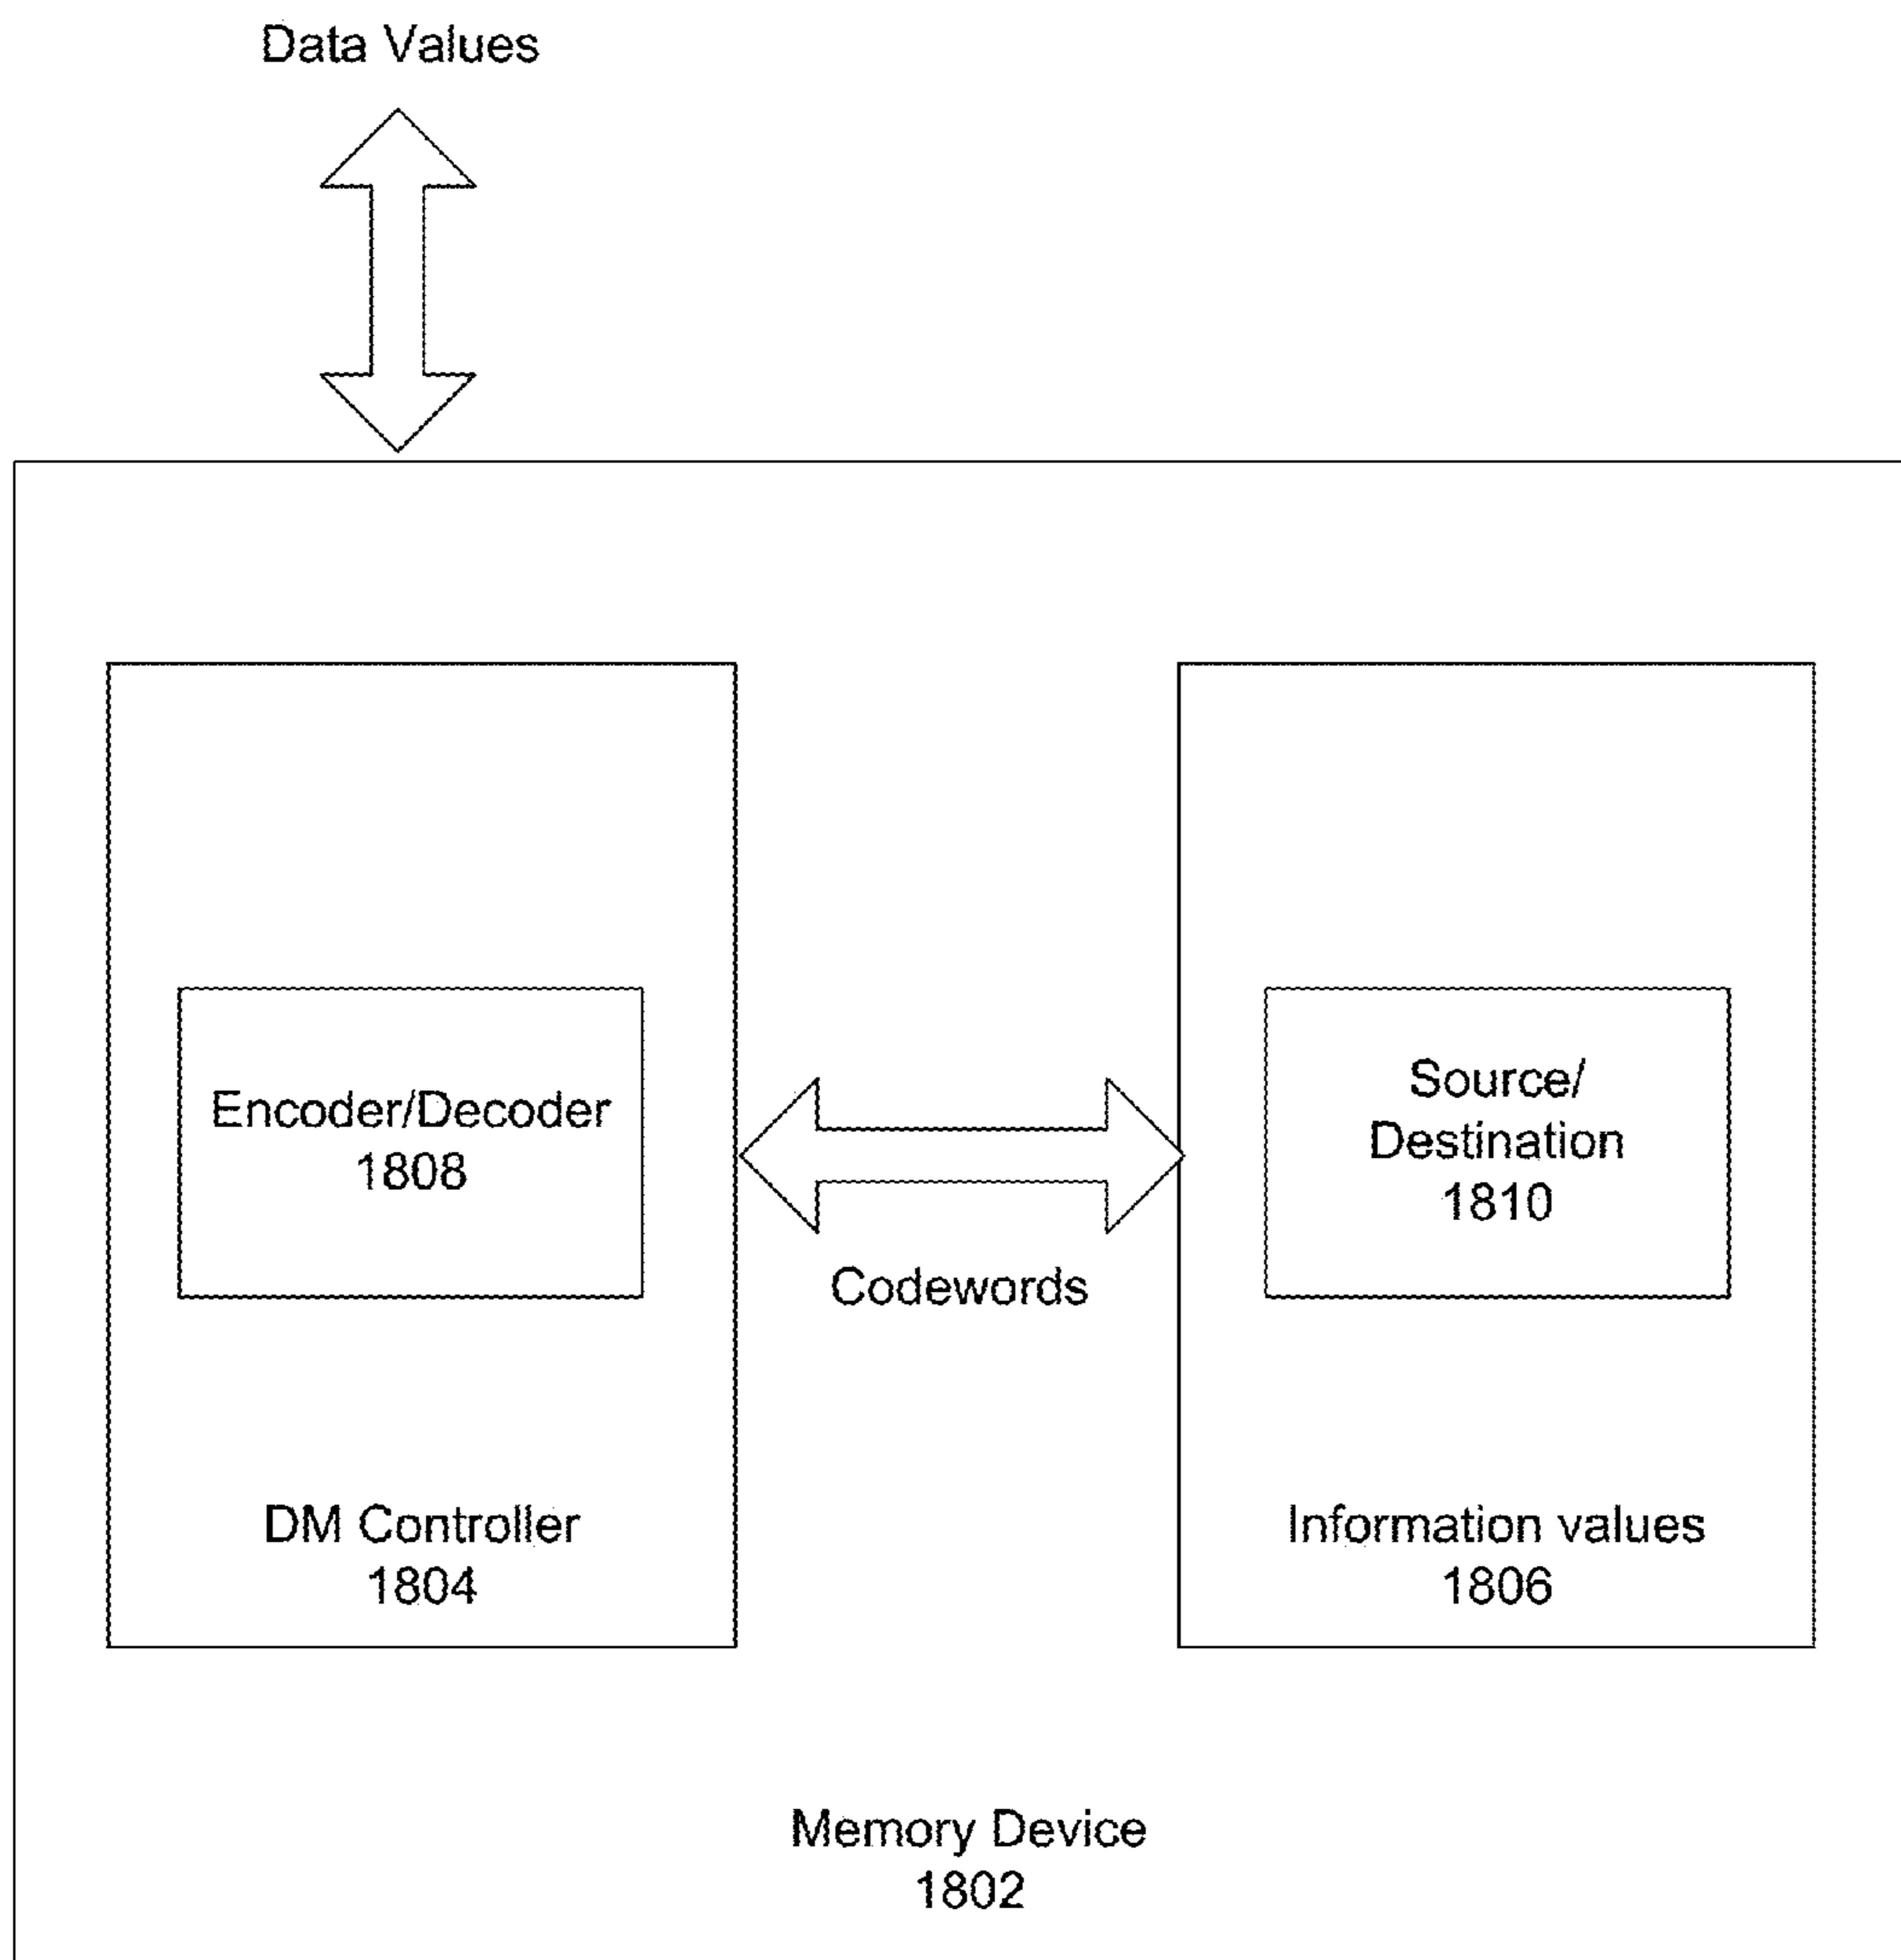 Data Values
Encoder/Decoder
1808
Source/
Destination
1810
Codewords
DM Controller
1804
Information values
1806
Memory Device
1802